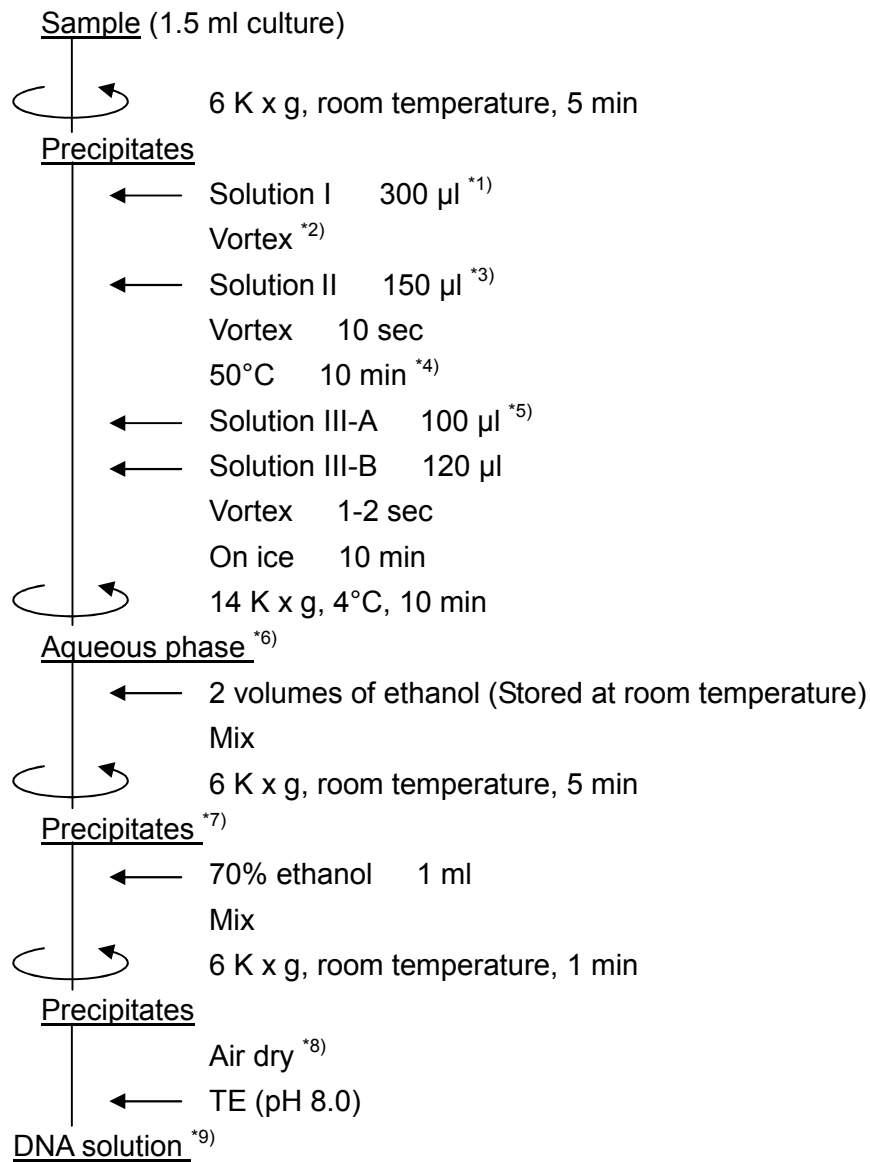 Sample (1.5 ml culture)
6 K x g, room temperature, 5 min
Precipitates
Solution I 300 µl *1)
Vortex *2)
Solution II 150 µl *3)
Vortex 10 sec
50°C 10 min *4)
Solution III-A 100 µl *5)
Solution III-B 120 µl
Vortex 1-2 sec
On ice 10 min
14 K x g, 4°C, 10 min
Aqueous phase *6)
2 volumes of ethanol (Stored at room temperature)
Mix
6 K x g, room temperature, 5 min
Precipitates *7)
70% ethanol 1 ml
Mix
6 K x g, room temperature, 1 min
Precipitates
Air dry *8)
TE (pH 8.0)
DNA solution *9)